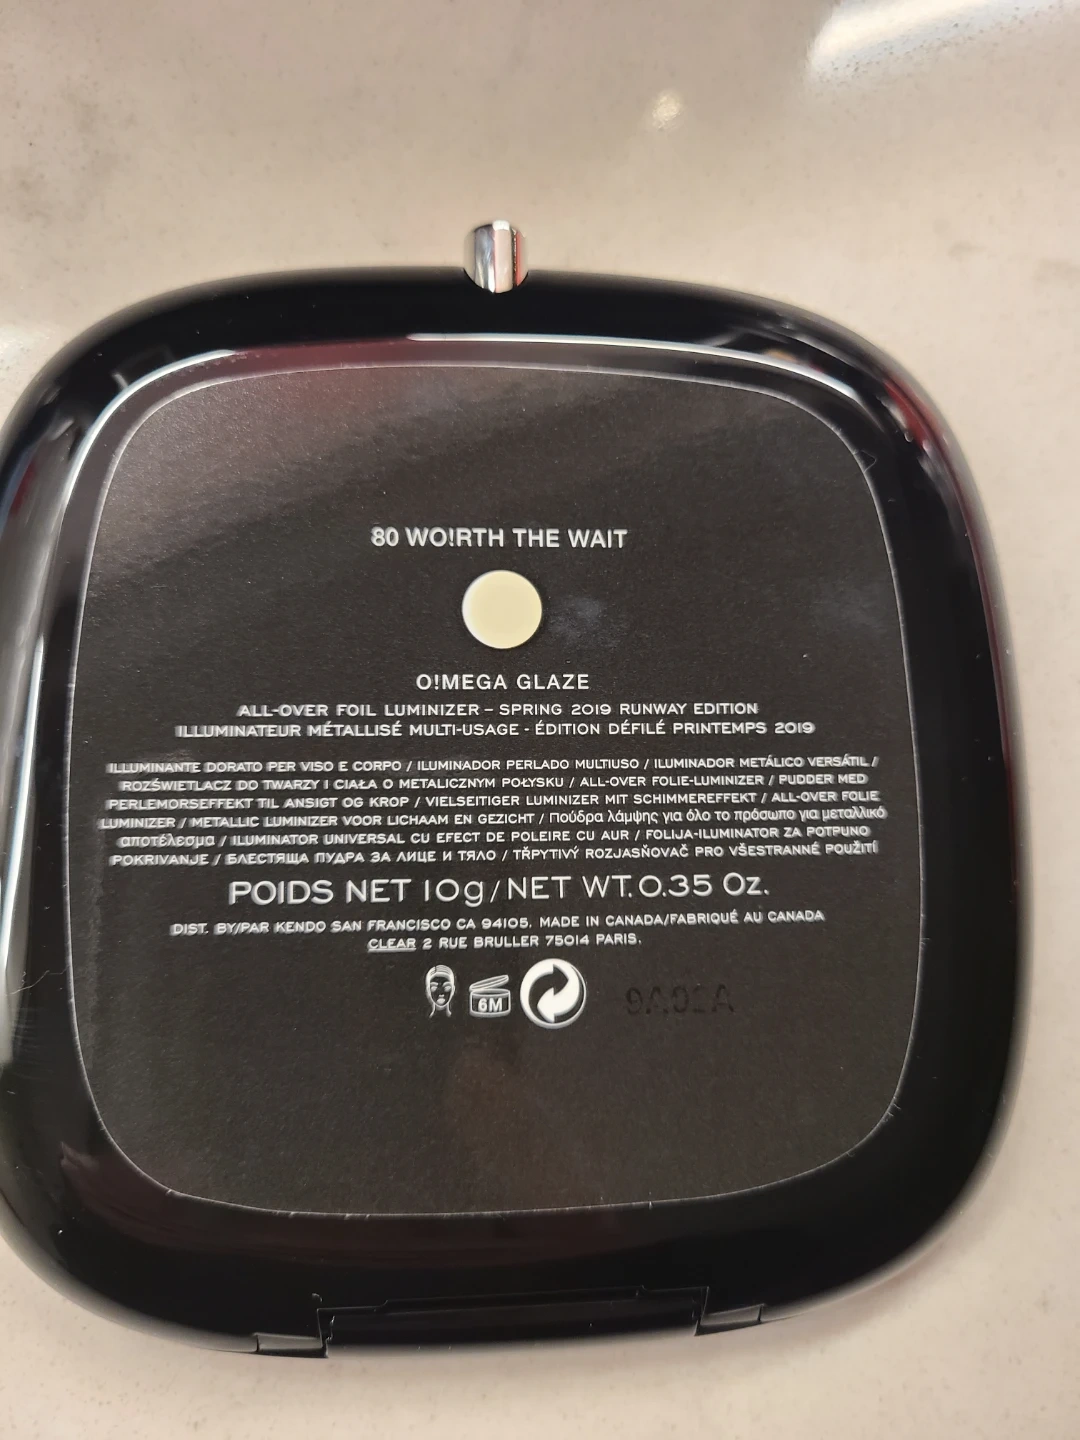 80 WO!RTH THE WAIT
O!MEGA GLAZE
ALL-OVER FOIL LUMINIZER – SPRING 2019 RUNWAY EDITION
ILLUMINATEUR MÉTALLISÉ MULTI-USAGE - ÉDITION DÉFILÉ PRINTEMPS 2019
ILLUMINANTE DORATO PER VISO E CORPO / ILUMINADOR PERLADO MULTIUSO / ILUMINADOR METÁLICO VERSÁTIL /
ROZŚWIETLACZ DO TWARZY I CIAŁA O METALICZNYM POŁYSKU / ALL-OVER FOLIE-LUMINIZER / PUDDER MED
PERLEMORSEFFEKT TIL ANSIGT OG KROP / VIELSEITIGER LUMINIZER MIT SCHIMMEREFFEKT / ALL-OVER FOLIE
LUMINIZER / METALLIC LUMINIZER VOOR LICHAAM EN GEZICHT / Πούδρα λάμψης για όλο το πρόσωπο για μεταλλικό
αποτέλεσμα / ILUMINATOR UNIVERSAL CU EFECT DE POLEIRE CU AUR / FOLIJA-ILUMINATOR ZA POTPUNO
POKRIVANJE / БЛЕСТЯЩА ПУДРА ЗА ЛИЦЕ И ТЯЛО / TŘPYTIVÝ ROZJASŇOVAČ PRO VŠESTRANNÉ POUŽITÍ
POIDS NET 10g/NET WT. 0.35 Oz.
DIST. BY/PAR KENDO SAN FRANCISCO CA 94105. MADE IN CANADA/FABRIQUÉ AU CANADA
CLEAR 2 RUE BRULLER 75014 PARIS.
6M